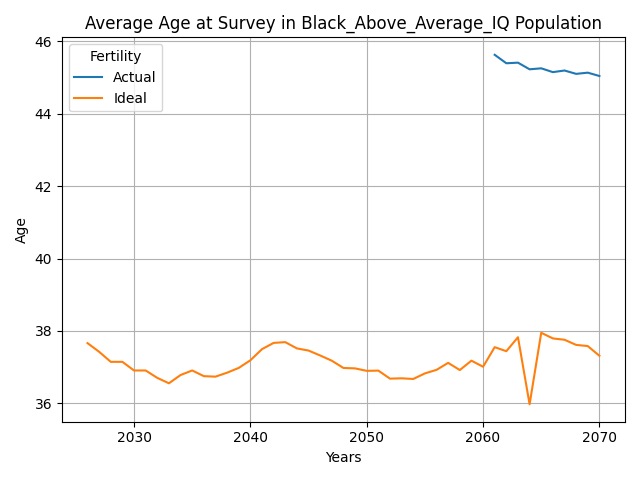 Average Age at Survey in Black_Above_Average_IQ Population
Fertility
Actual
Ideal
46
44
42
40
38
36
Age
2030
2040
2050
2060
2070
Years